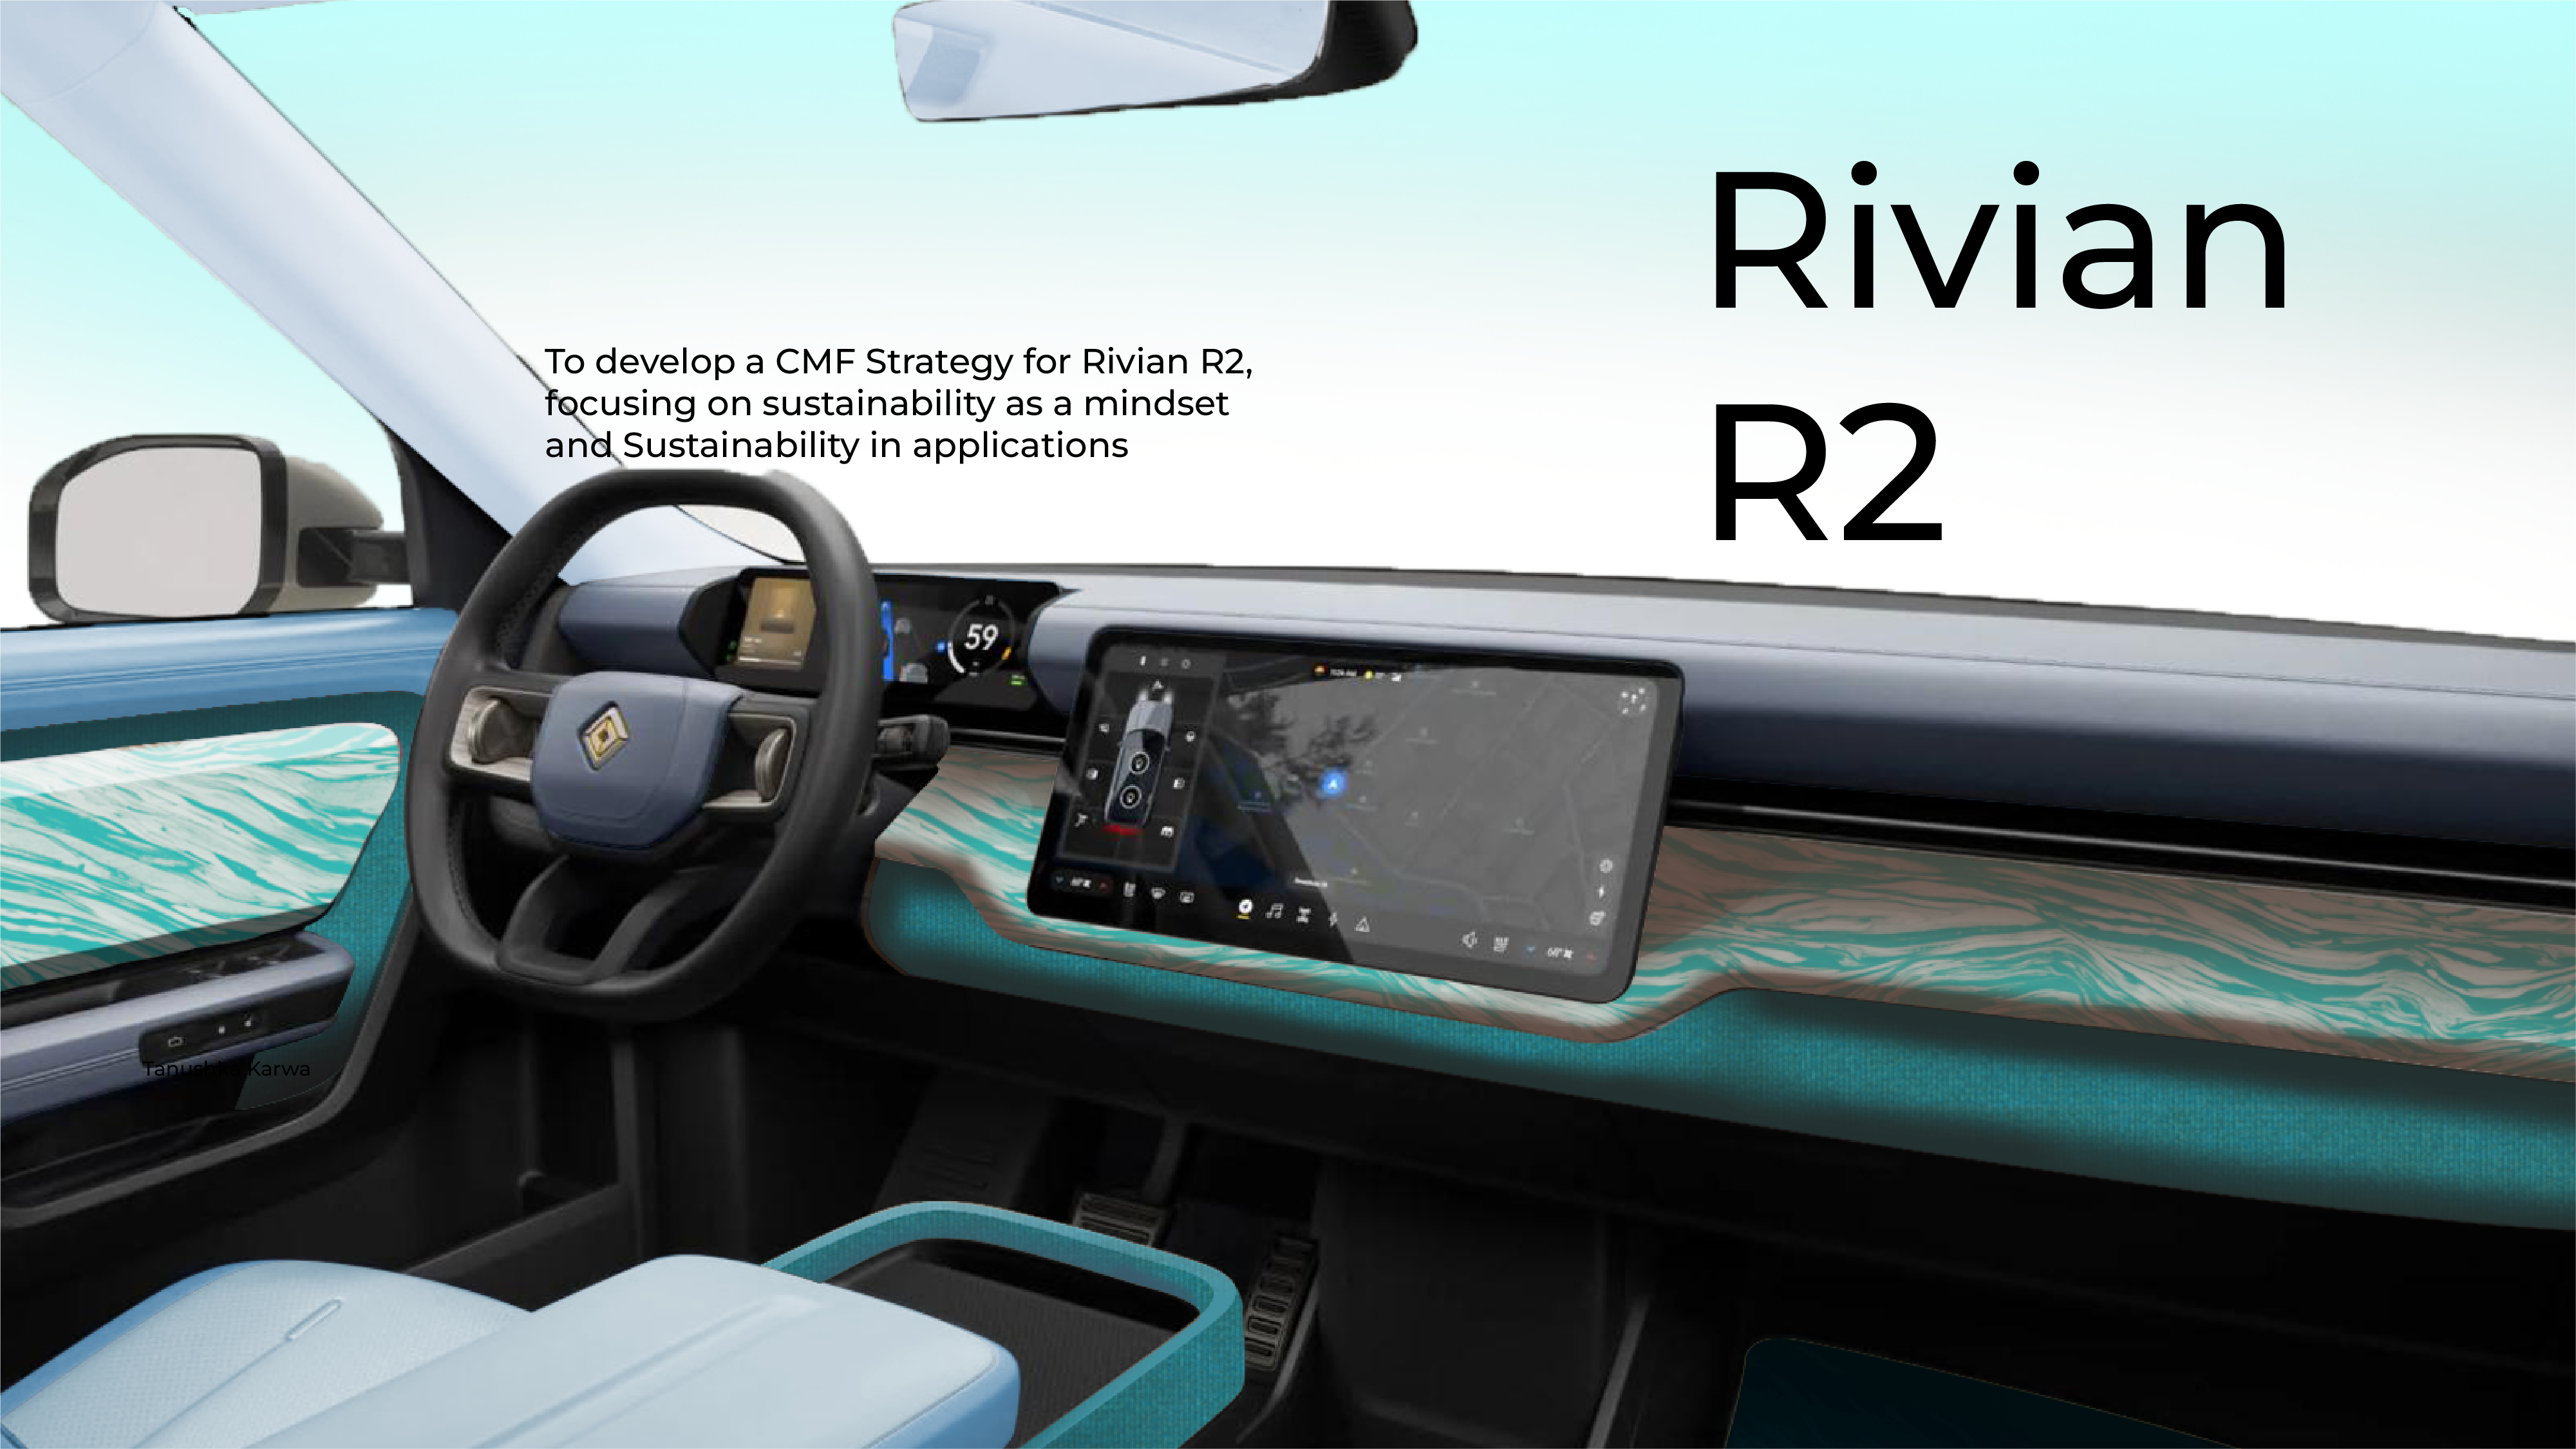 Rivian
R2
To develop a CMF Strategy for Rivian R2,
focusing on sustainability as a mindset
and Sustainability in applications
59
Tanushka Karwa